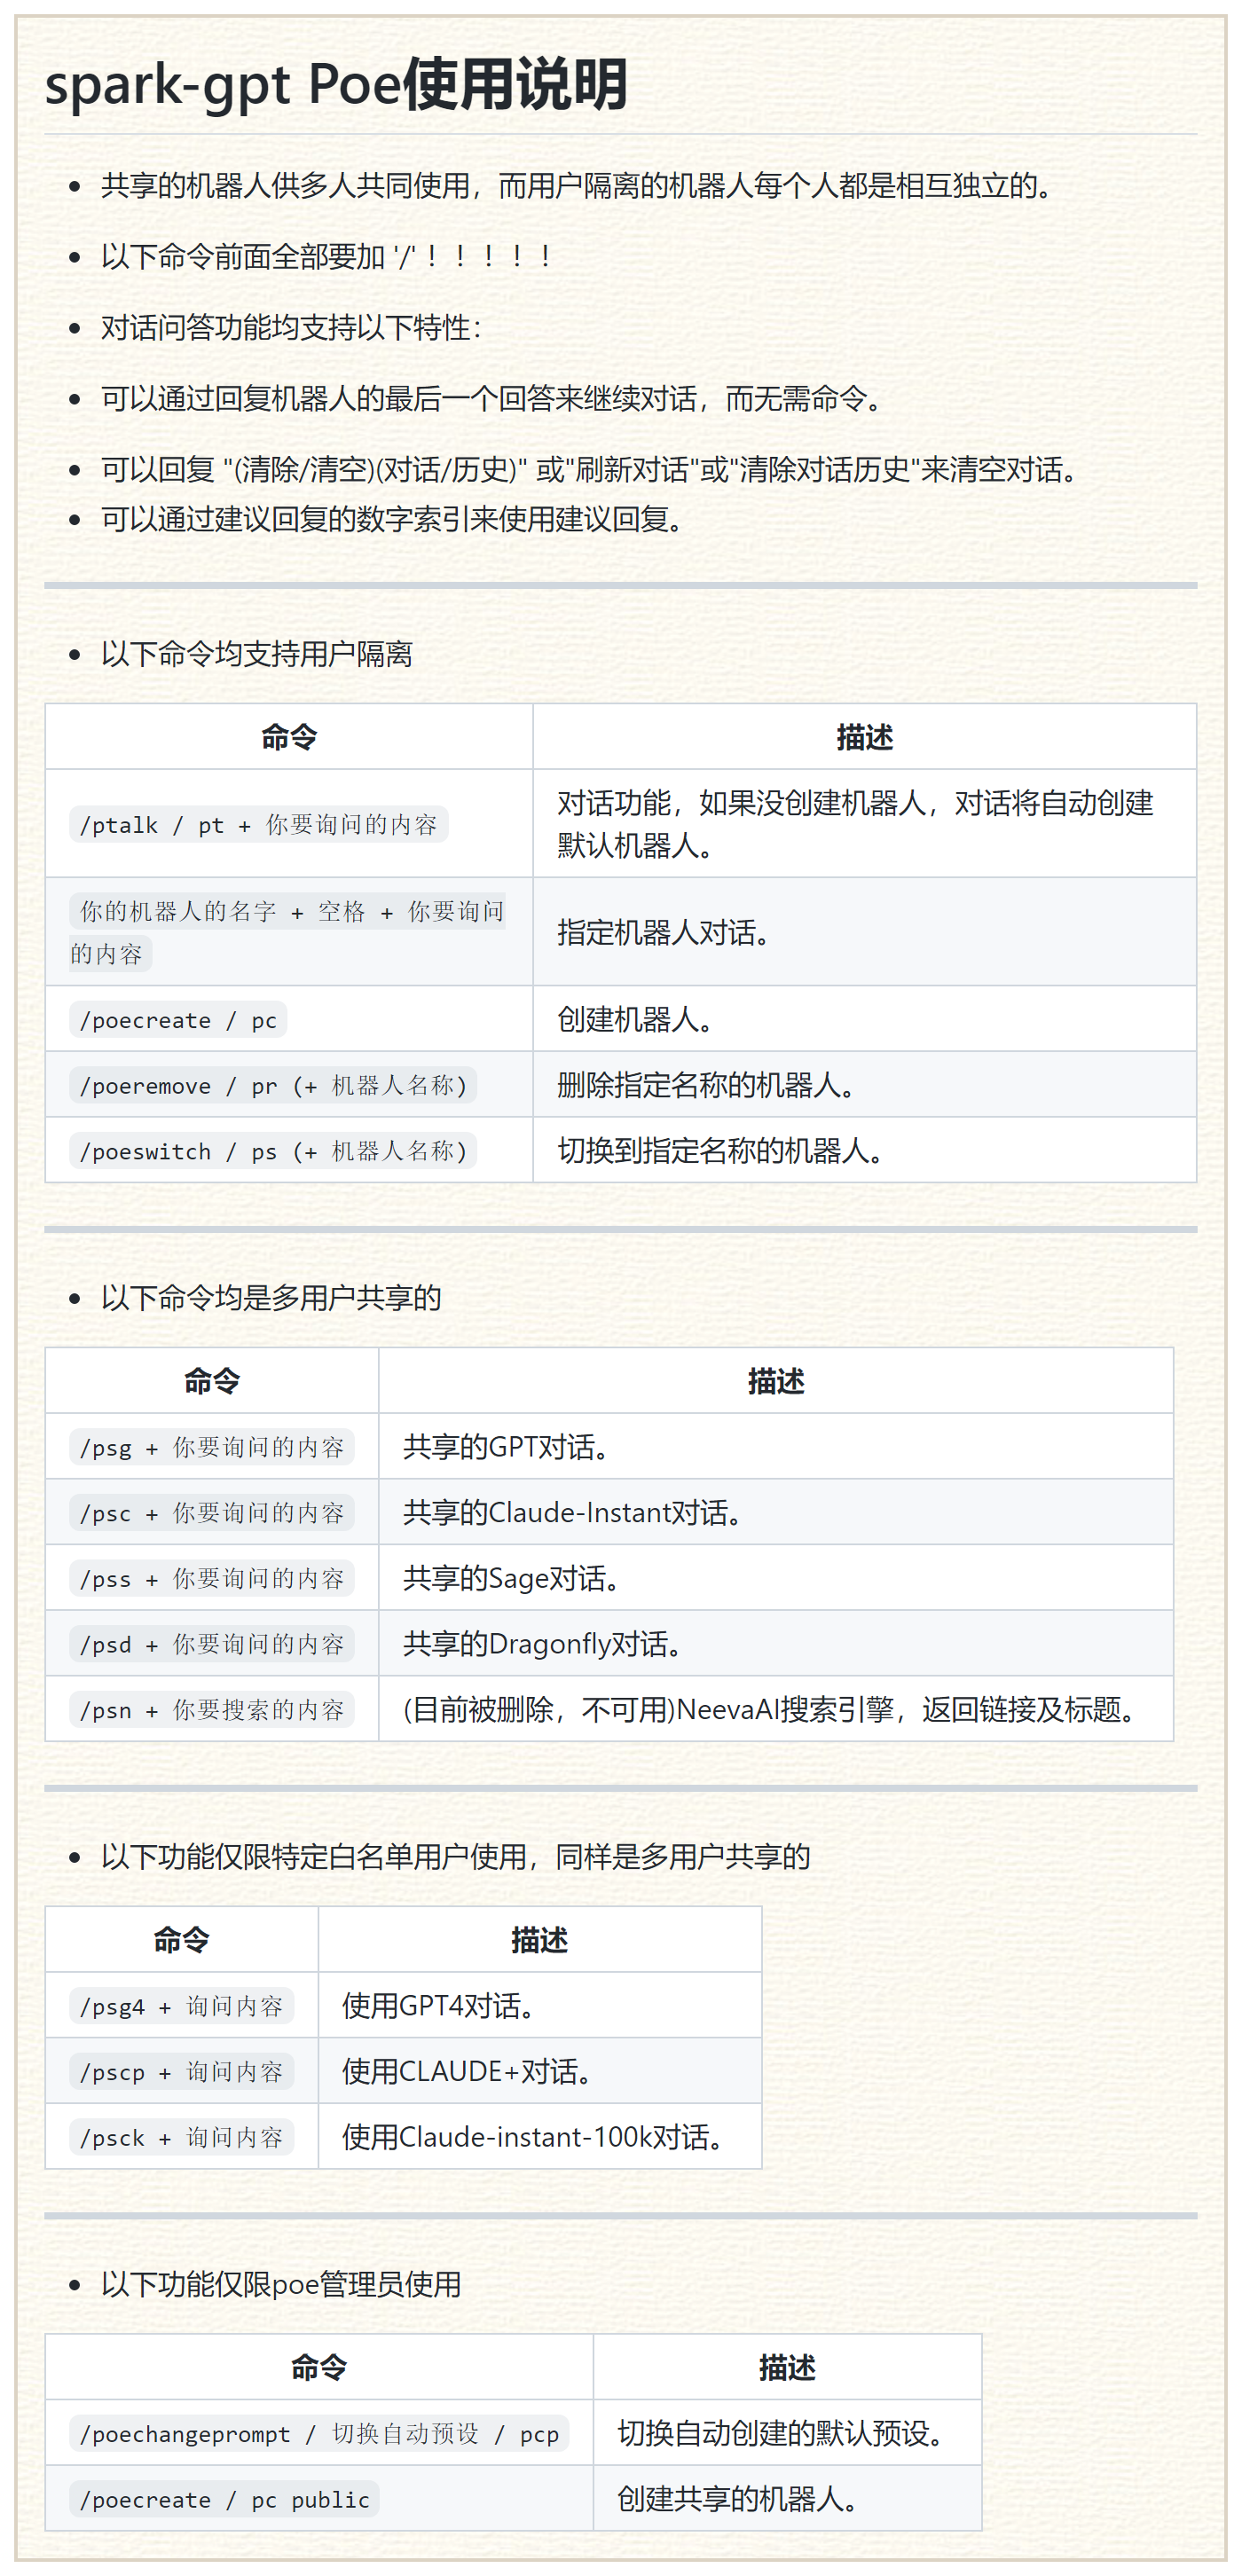 spark-gpt Poe使用说明
共享的机器人供多人共同使用，而用户隔离的机器人每个人都是相互独立的。
以下命令前面全部要加 '/'！！！！！
对话问答功能均支持以下特性：
可以通过回复机器人的最后一个回答来继续对话，而无需命令。
可以回复 "(清除/清空)(对话/历史)" 或"刷新对话"或"清除对话历史"来清空对话。
可以通过建议回复的数字索引来使用建议回复。
以下命令均支持用户隔离
命令 描述
/ptalk / pt + 你要询问的内容 对话功能，如果没创建机器人，对话将自动创建
默认机器人。
你的机器人的名字 + 空格 + 你要询问
的内容 指定机器人对话。
/poecreate / pc 创建机器人。
/poeremove / pr (+ 机器人名称) 删除指定名称的机器人。
/poeswitch / ps (+ 机器人名称) 切换到指定名称的机器人。
以下命令均是多用户共享的
命令 描述
/psg + 你要询问的内容 共享的GPT对话。
/psc + 你要询问的内容 共享的Claude-Instant对话。
/pss + 你要询问的内容 共享的Sage对话。
/psd + 你要询问的内容 共享的Dragonfly对话。
/psn + 你要搜索的内容 (目前被删除，不可用)NeevaAI搜索引擎，返回链接及标题。
以下功能仅限特定白名单用户使用，同样是多用户共享的
命令 描述
/psg4 + 询问内容 使用GPT4对话。
/pscp + 询问内容 使用CLAUDE+对话。
/psck + 询问内容 使用Claude-instant-100k对话。
以下功能仅限poe管理员使用
命令 描述
/poechangeprompt / 切换自动预设 / pcp 切换自动创建的默认预设。
/poecreate / pc public 创建共享的机器人。